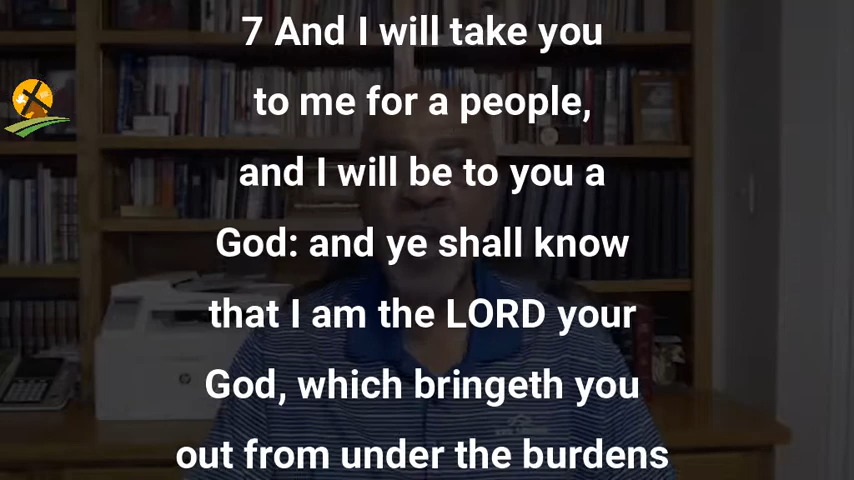 7 And I will take you
to me for a people,
and I will be to you a
God: and ye shall know
that I am the LORD your
God, which bringeth you
out from under the burdens